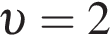 υ = 2